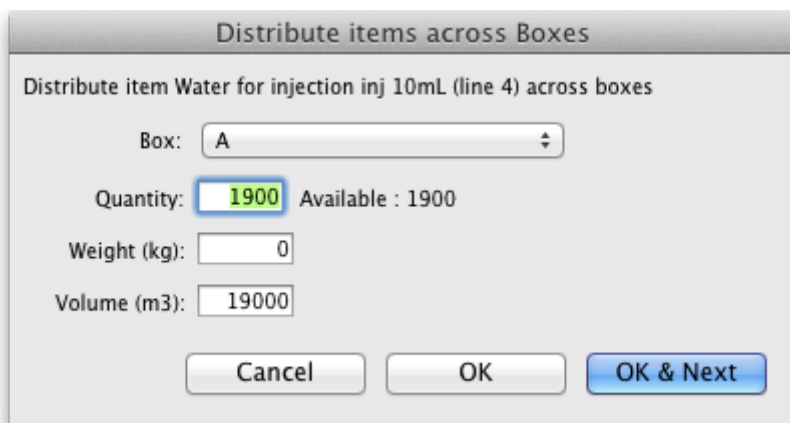 Distribute items across Boxes
Distribute item Water for injection inj 10mL (line 4) across boxes
Box: A
Quantity: 1900 Available : 1900
Weight (kg): 0
Volume (m3): 19000
Cancel OK OK & Next